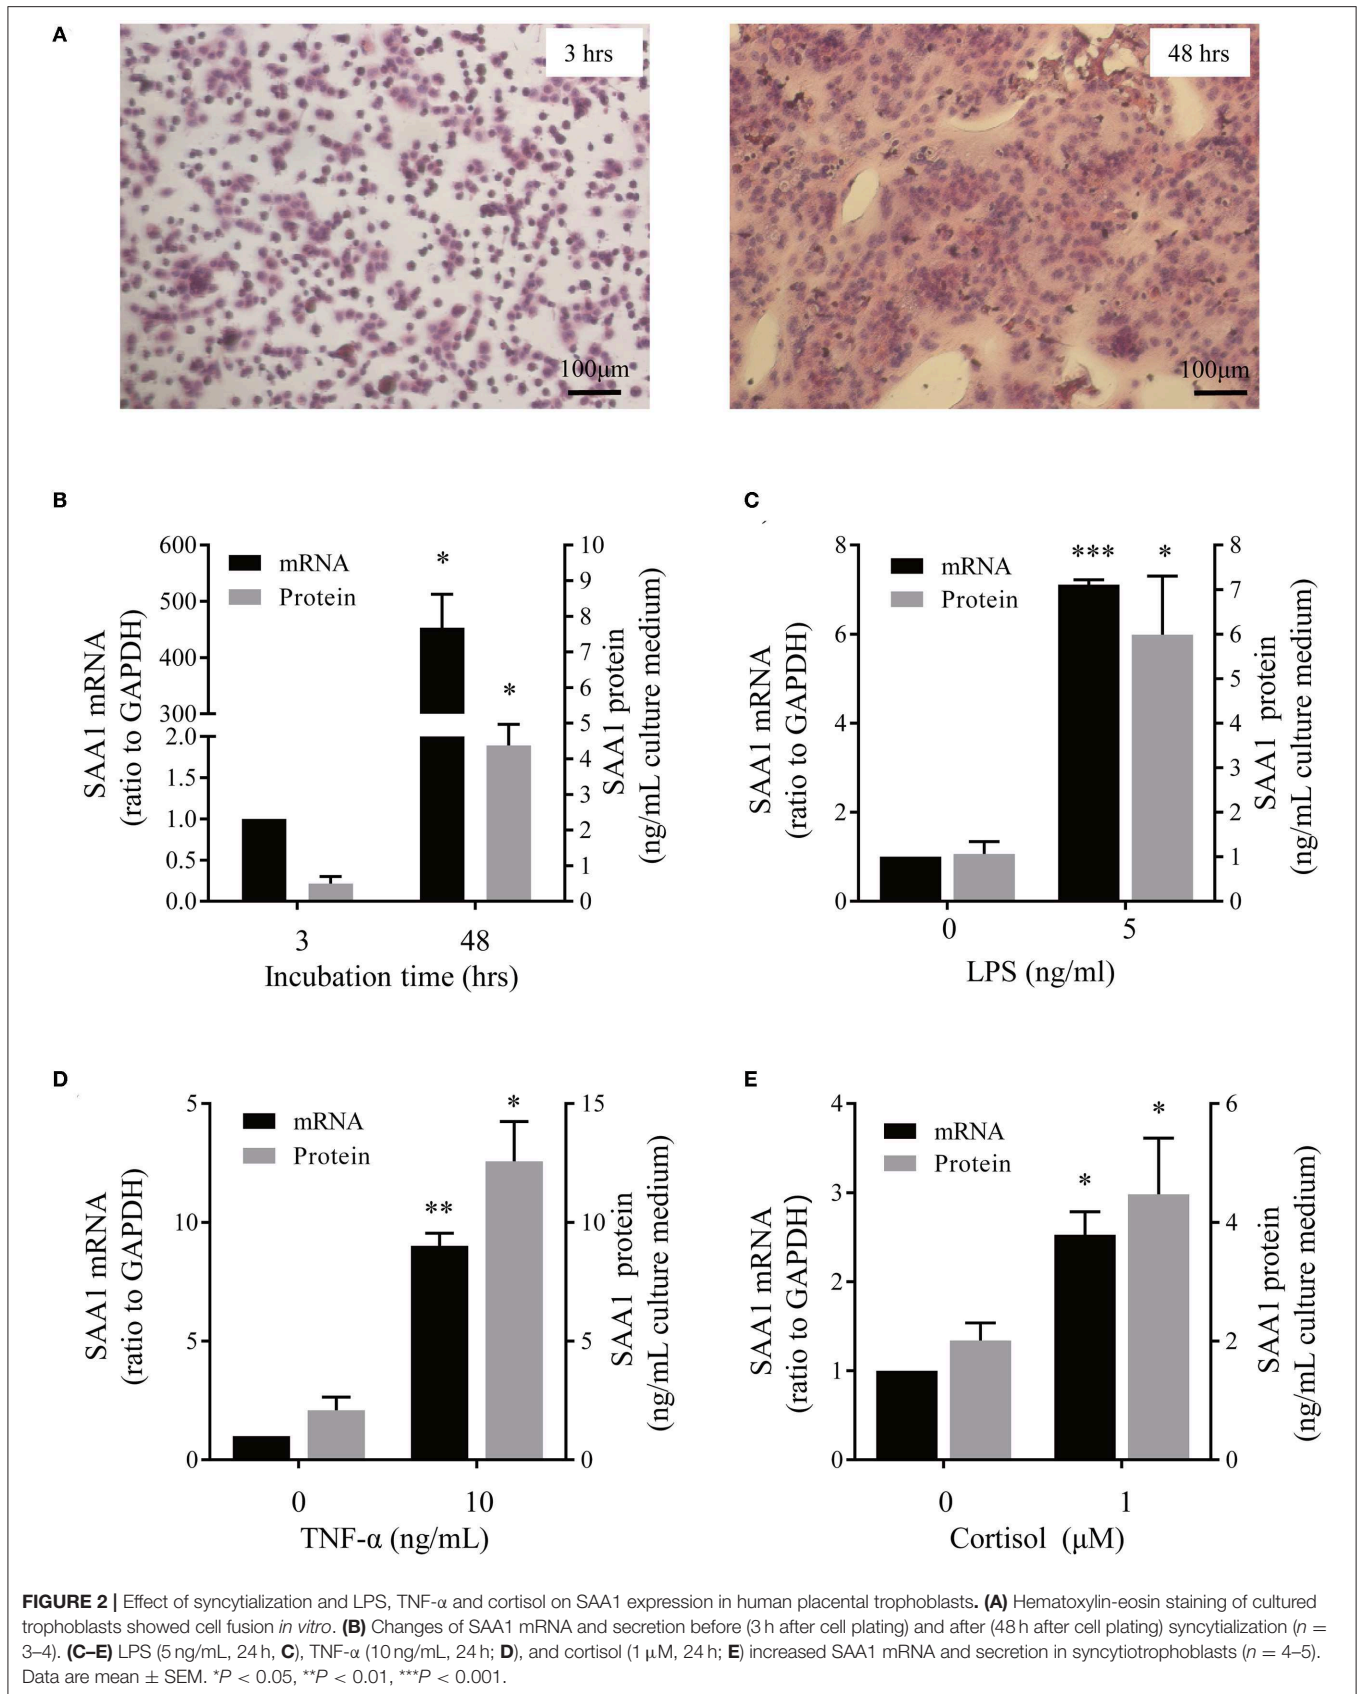 A
3 hrs
48 hrs
100μm
100μm
B
600
500
400
300
2.0
1.5
1.0
0.5
0.0
SAA1 mRNA
(ratio to GAPDH)
mRNA
Protein
*
*
10
9
8
7
6
5
4
3
2
1
0
SAA1 protein
(ng/mL culture medium)
3
48
Incubation time (hrs)
C
8
6
4
2
0
SAA1 mRNA
(ratio to GAPDH)
mRNA
Protein
***
*
8
7
6
5
4
3
2
1
0
SAA1 protein
(ng/mL culture medium)
0
5
LPS (ng/ml)
D
5
10
5
0
SAA1 mRNA
(ratio to GAPDH)
mRNA
Protein
**
*
15
10
5
0
SAA1 protein
(ng/mL culture medium)
0
10
TNF-α (ng/mL)
E
4
3
2
1
0
SAA1 mRNA
(ratio to GAPDH)
mRNA
Protein
*
*
6
4
2
0
SAA1 protein
(ng/mL culture medium)
0
1
Cortisol (μM)
FIGURE 2 | Effect of syncytialization and LPS, TNF-α and cortisol on SAA1 expression in human placental trophoblasts. (A) Hematoxylin-eosin staining of cultured
trophoblasts showed cell fusion in vitro. (B) Changes of SAA1 mRNA and secretion before (3 h after cell plating) and after (48 h after cell plating) syncytialization (n =
3–4). (C–E) LPS (5 ng/mL, 24 h, C), TNF-α (10 ng/mL, 24 h; D), and cortisol (1 μM, 24 h; E) increased SAA1 mRNA and secretion in syncytiotrophoblasts (n = 4–5).
Data are mean ± SEM. *P < 0.05, **P < 0.01, ***P < 0.001.